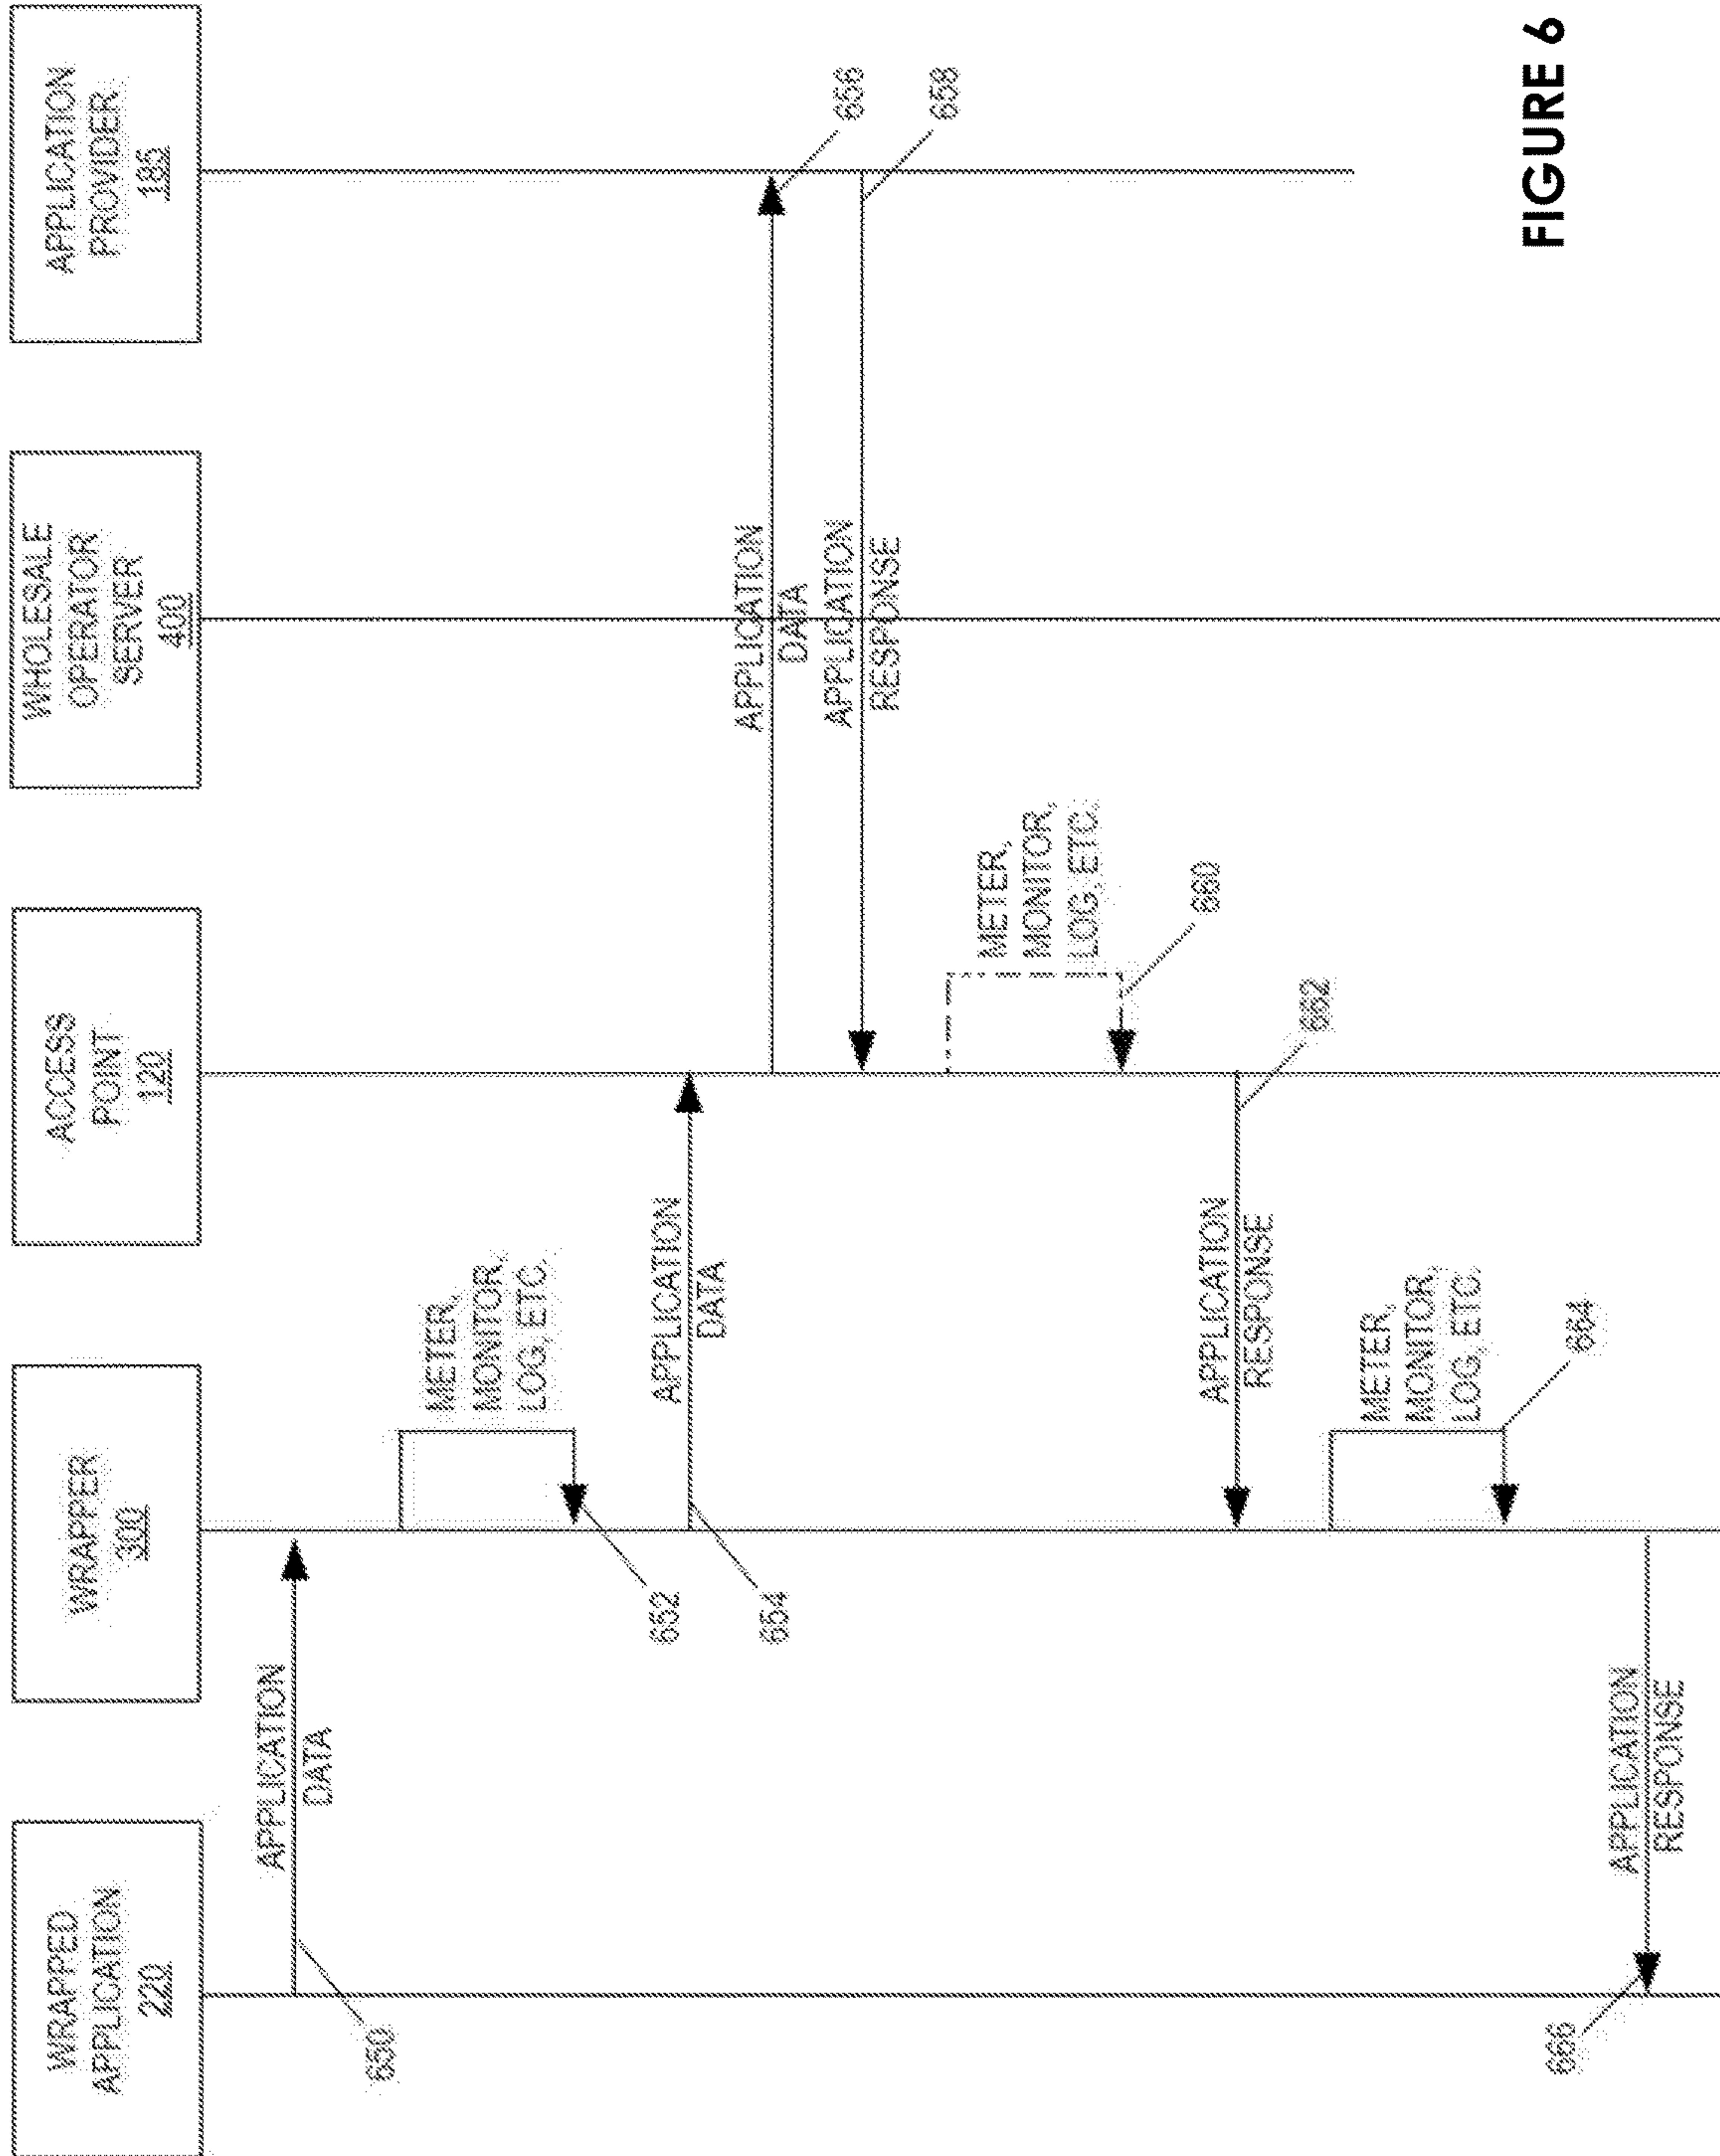 WRAPPED
APPLICATION
220
WRAPPER
300
ACCESS
POINT
120
WHOLESALE
OPERATOR
SERVER
400
APPLICATION
PROVIDER
185
APPLICATION
DATA
650
METER,
MONITOR,
LOG, ETC.
652
APPLICATION
DATA
654
APPLICATION
DATA
656
APPLICATION
RESPONSE
658
METER,
MONITOR,
LOG, ETC.
660
APPLICATION
RESPONSE
662
METER,
MONITOR,
LOG, ETC.
664
APPLICATION
RESPONSE
666
FIGURE 6